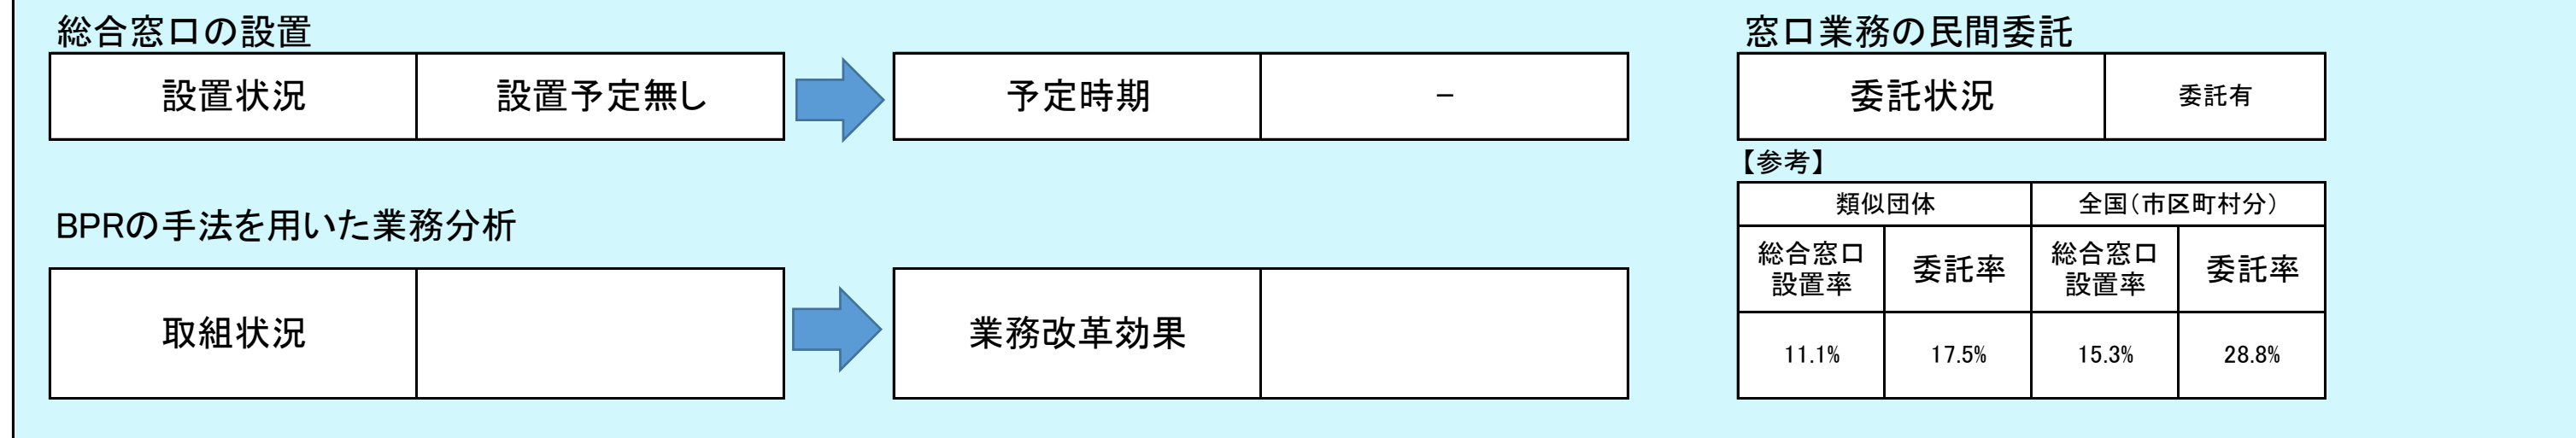 総合窓口の設置
設置状況 設置予定無し 予定時期 －
BPRの手法を用いた業務分析
取組状況 業務改革効果
窓口業務の民間委託
委託状況 委託有
【参考】
類似団体 全国（市区町村分）
総合窓口設置率 委託率 総合窓口設置率 委託率
11.1% 17.5% 15.3% 28.8%